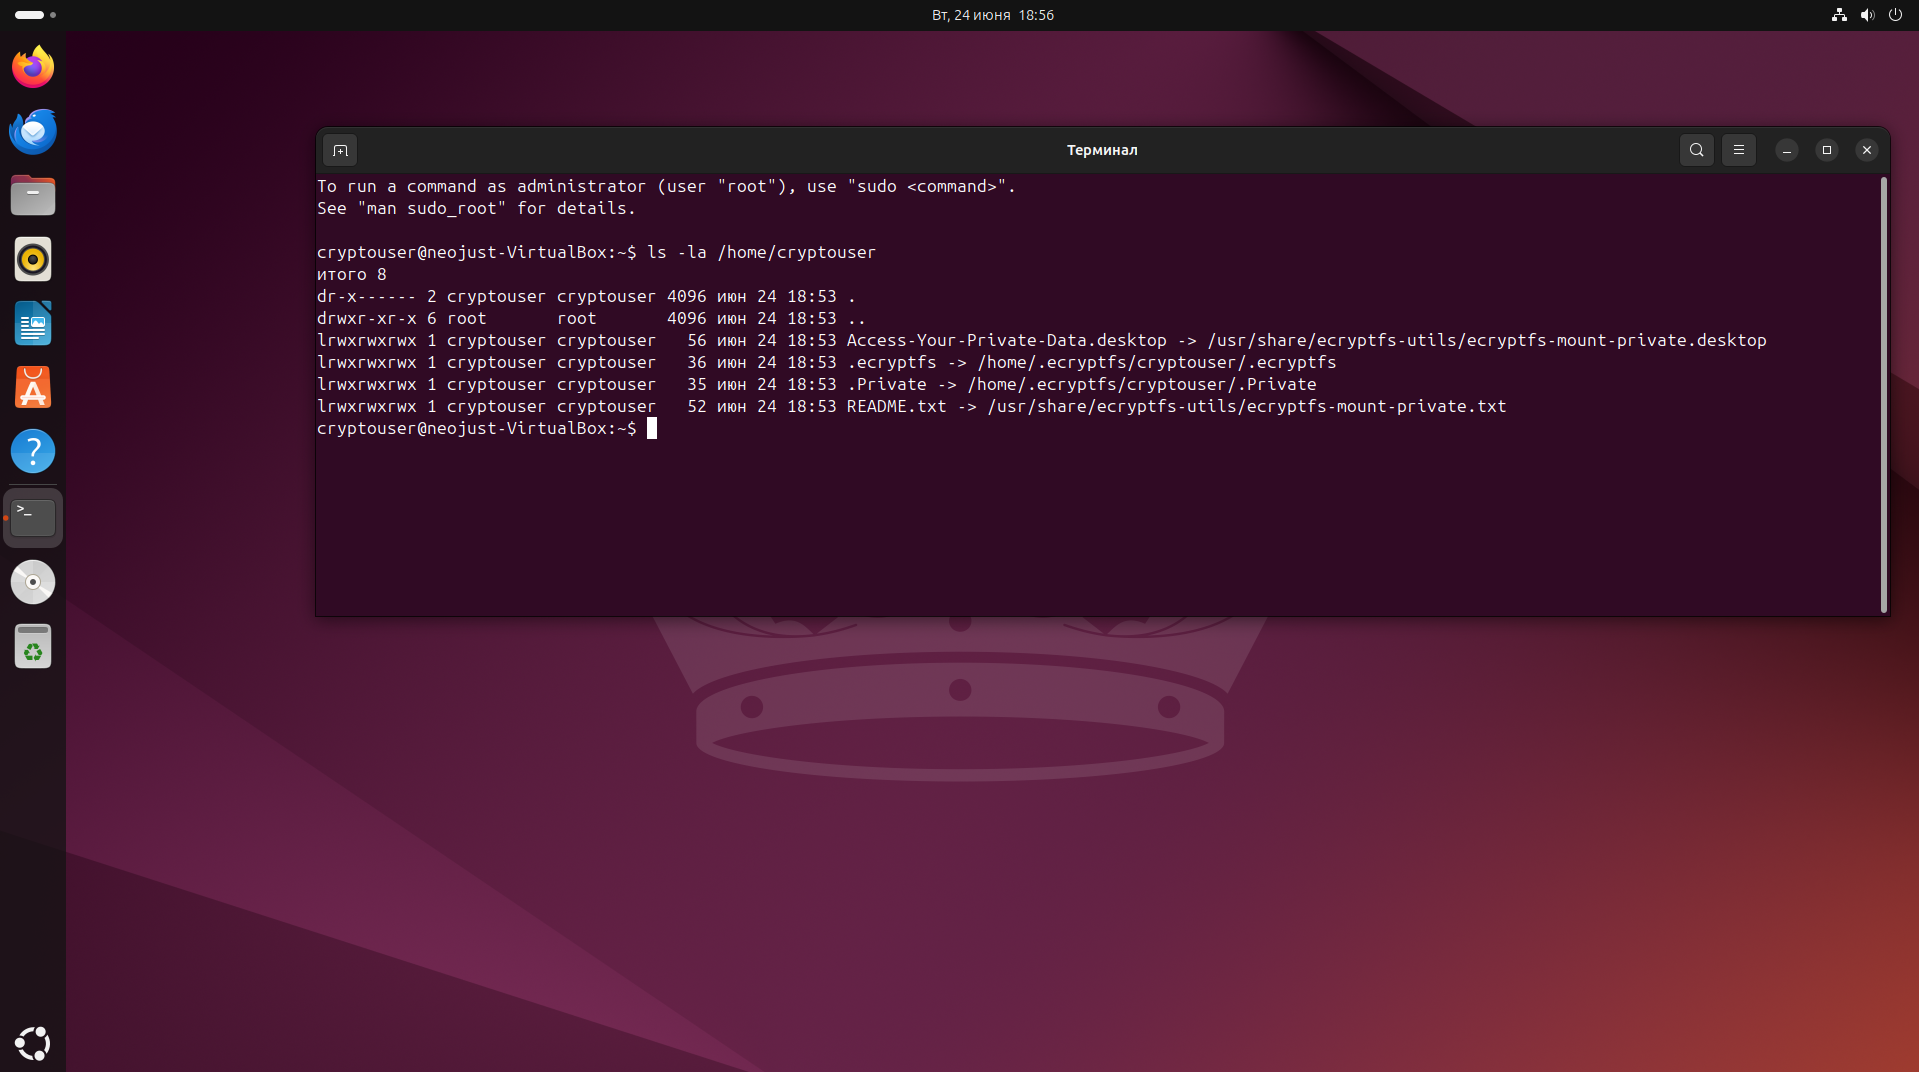 Вт, 24 июня 18:56
Терминал
To run a command as administrator (user "root"), use "sudo <command>".
See "man sudo_root" for details.
cryptouser@neojust-VirtualBox:~$ ls -la /home/cryptouser
итого 8
dr-x------ 2 cryptouser cryptouser 4096 июн 24 18:53 .
drwxr-xr-x 6 root       root       4096 июн 24 18:53 ..
lrwxrwxrwx 1 cryptouser cryptouser   56 июн 24 18:53 Access-Your-Private-Data.desktop -> /usr/share/ecryptfs-utils/ecryptfs-mount-private.desktop
lrwxrwxrwx 1 cryptouser cryptouser   36 июн 24 18:53 .ecryptfs -> /home/.ecryptfs/cryptouser/.ecryptfs
lrwxrwxrwx 1 cryptouser cryptouser   35 июн 24 18:53 .Private -> /home/.ecryptfs/cryptouser/.Private
lrwxrwxrwx 1 cryptouser cryptouser   52 июн 24 18:53 README.txt -> /usr/share/ecryptfs-utils/ecryptfs-mount-private.txt
cryptouser@neojust-VirtualBox:~$